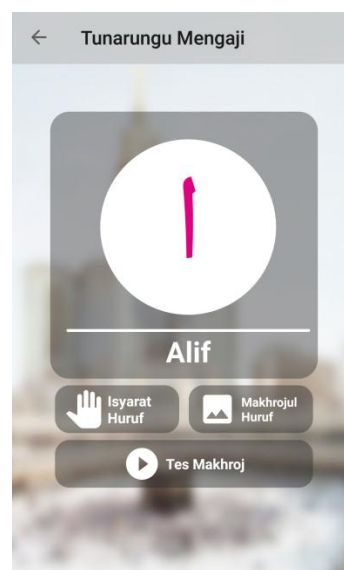 Tunarungu Mengaji
ا
Alif
Isyarat
Huruf
Makhrojul
Huruf
Tes Makhroj